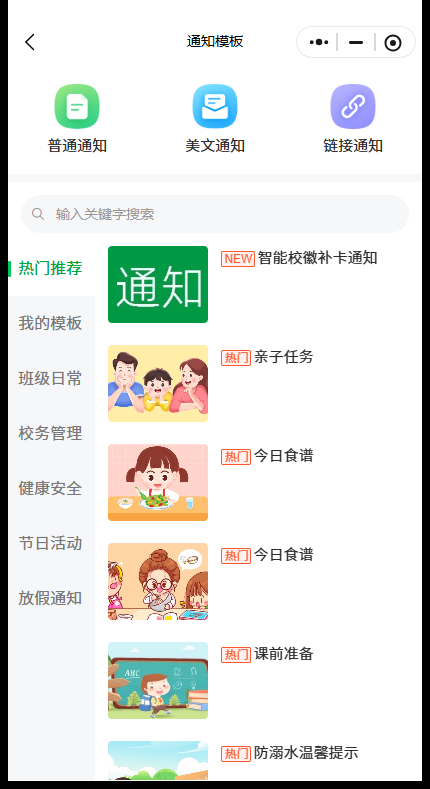 通知模板
普通通知
美文通知
链接通知
输入关键字搜索
热门推荐
我的模板
班级日常
校务管理
健康安全
节日活动
放假通知
通知
NEW 智能校徽补卡通知
热门 亲子任务
热门 今日食谱
热门 今日食谱
ABC
热门 课前准备
热门 防溺水温馨提示